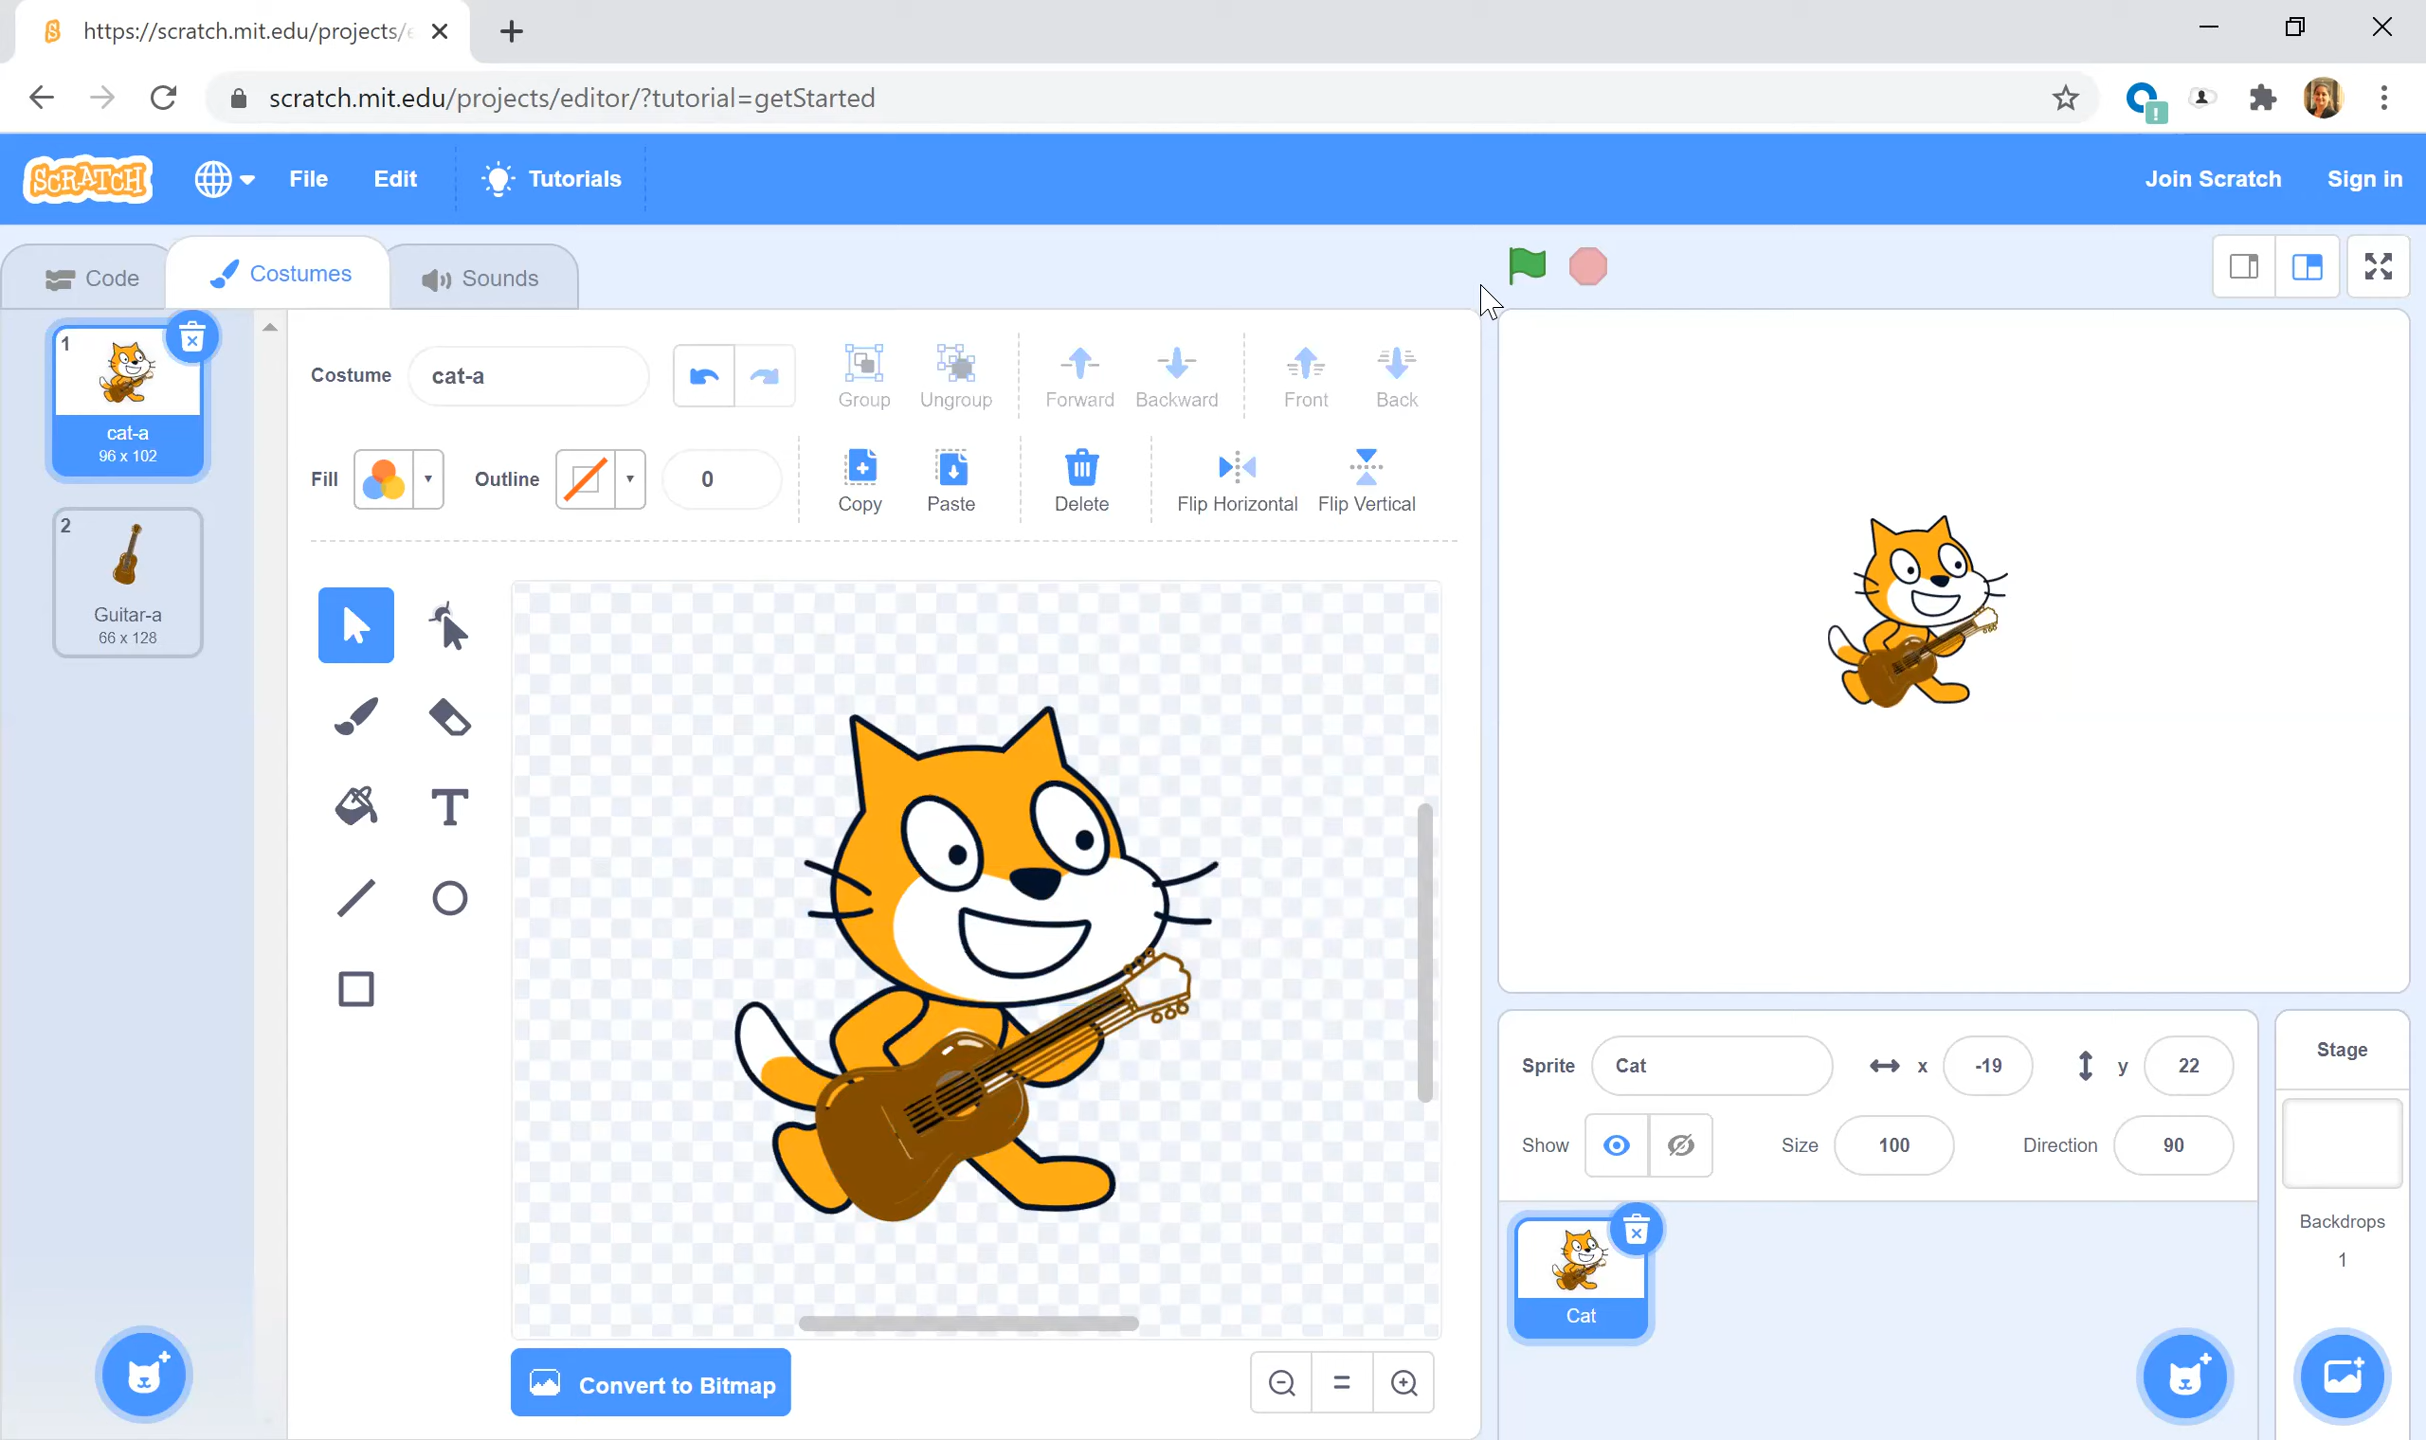 https://scratch.mit.edu/projects/
scratch.mit.edu/projects/editor/?tutorial=getStarted
SCRATCH
File
Edit
Tutorials
Join Scratch
Sign in
Code
Costumes
Sounds
1
cat-a
96 x 102
2
Guitar-a
66 x 128
Costume
cat-a
Group
Ungroup
Forward
Backward
Front
Back
Fill
Outline
0
Copy
Paste
Delete
Flip Horizontal
Flip Vertical
T
Convert to Bitmap
Sprite
Cat
x
-19
y
22
Show
Size
100
Direction
90
Cat
Stage
Backdrops
1